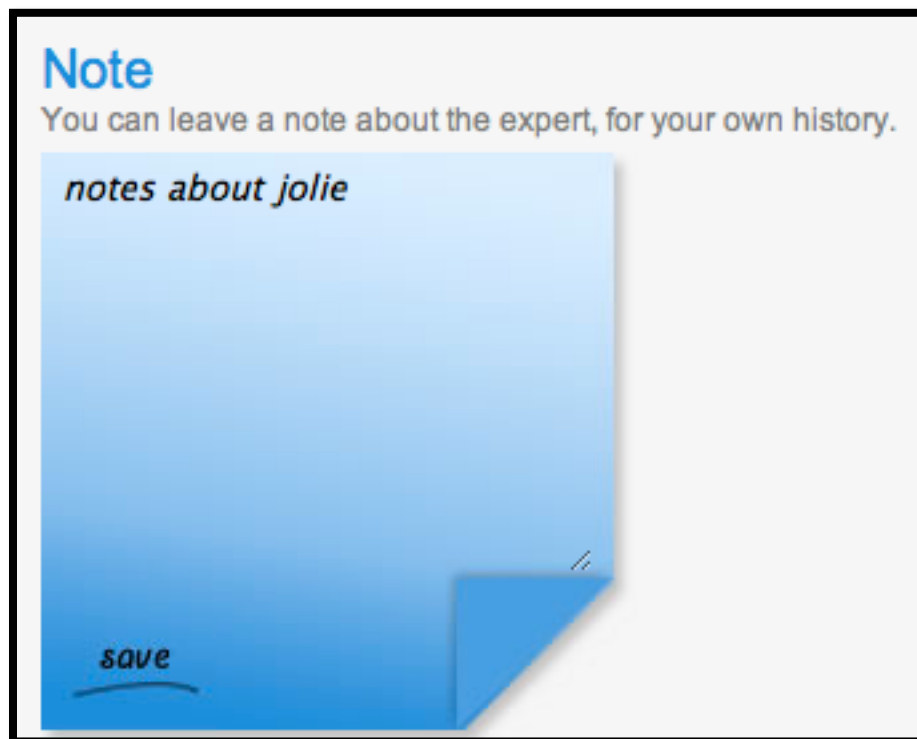 Note
You can leave a note about the expert, for your own history.
notes about jolie
save